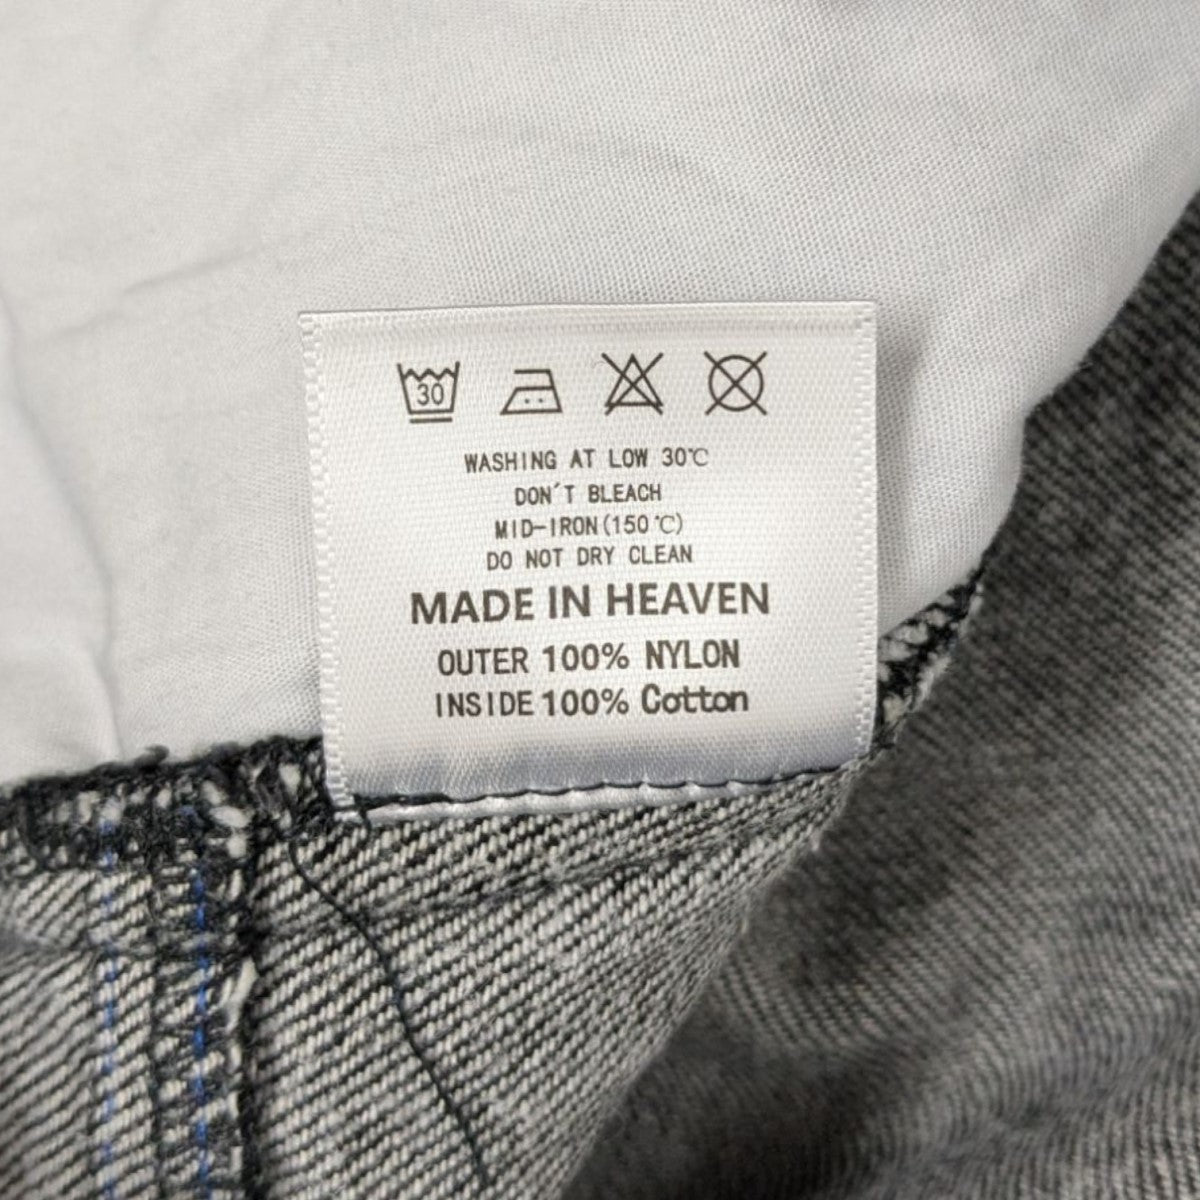 30
WASHING AT LOW 30℃
DON'T BLEACH
MID-IRON(150℃)
DO NOT DRY CLEAN
MADE IN HEAVEN
OUTER 100% NYLON
INSIDE 100% Cotton